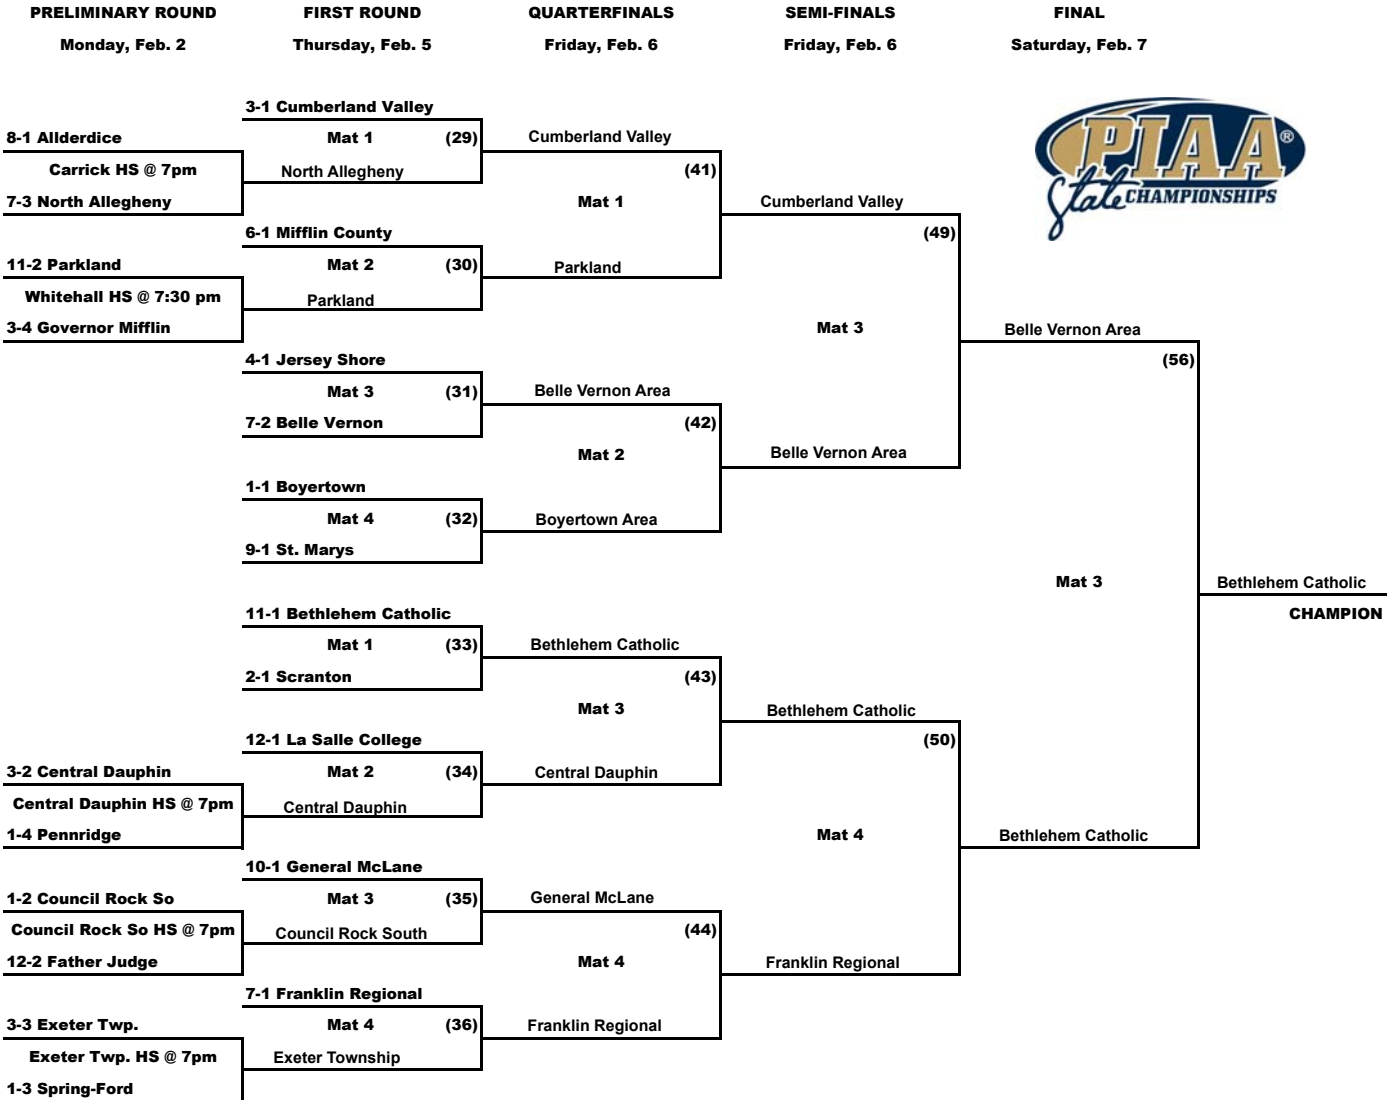 PRELIMINARY ROUND FIRST ROUND QUARTERFINALS SEMI-FINALS FINAL
Monday, Feb. 2 Thursday, Feb. 5 Friday, Feb. 6 Friday, Feb. 6 Saturday, Feb. 7
3-1 Cumberland Valley
8-1 Allderdice Mat 1 (29) Cumberland Valley
Carrick HS @ 7pm North Allegheny (41)
7-3 North Allegheny Mat 1 Cumberland Valley
PIAA®
State CHAMPIONSHIPS
6-1 Mifflin County (49)
11-2 Parkland Mat 2 (30) Parkland
Whitehall HS @ 7:30 pm Parkland
3-4 Governor Mifflin Mat 3 Belle Vernon Area
4-1 Jersey Shore (56)
Mat 3 (31) Belle Vernon Area
7-2 Belle Vernon (42)
Mat 2 Belle Vernon Area
1-1 Boyertown
Mat 4 (32) Boyertown Area
9-1 St. Marys
Mat 3 Bethlehem Catholic
11-1 Bethlehem Catholic CHAMPION
Mat 1 (33) Bethlehem Catholic
2-1 Scranton (43)
Mat 3 Bethlehem Catholic
12-1 La Salle College (50)
3-2 Central Dauphin Mat 2 (34) Central Dauphin
Central Dauphin HS @ 7pm Central Dauphin
1-4 Pennridge Mat 4 Bethlehem Catholic
10-1 General McLane
1-2 Council Rock So Mat 3 (35) General McLane
Council Rock So HS @ 7pm Council Rock South (44)
12-2 Father Judge Mat 4 Franklin Regional
7-1 Franklin Regional
3-3 Exeter Twp. Mat 4 (36) Franklin Regional
Exeter Twp. HS @ 7pm Exeter Township
1-3 Spring-Ford